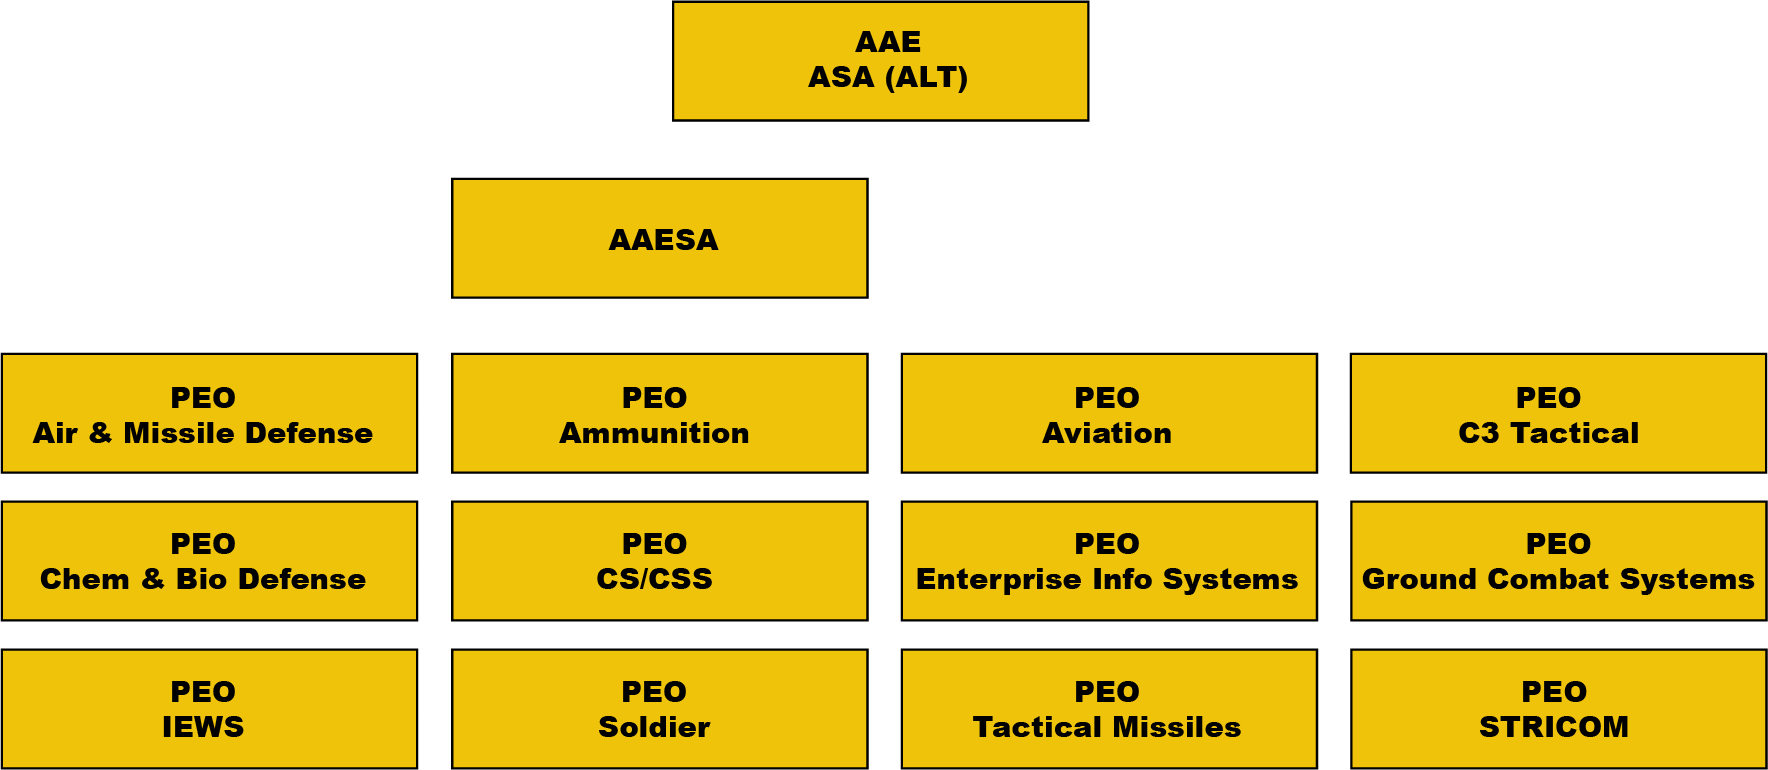 AAE
ASA (ALT)
AAESA
PEO
Air & Missile Defense
PEO
Ammunition
PEO
Aviation
PEO
C3 Tactical
PEO
Chem & Bio Defense
PEO
CS/CSS
PEO
Enterprise Info Systems
PEO
Ground Combat Systems
PEO
IEWS
PEO
Soldier
PEO
Tactical Missiles
PEO
STRICOM